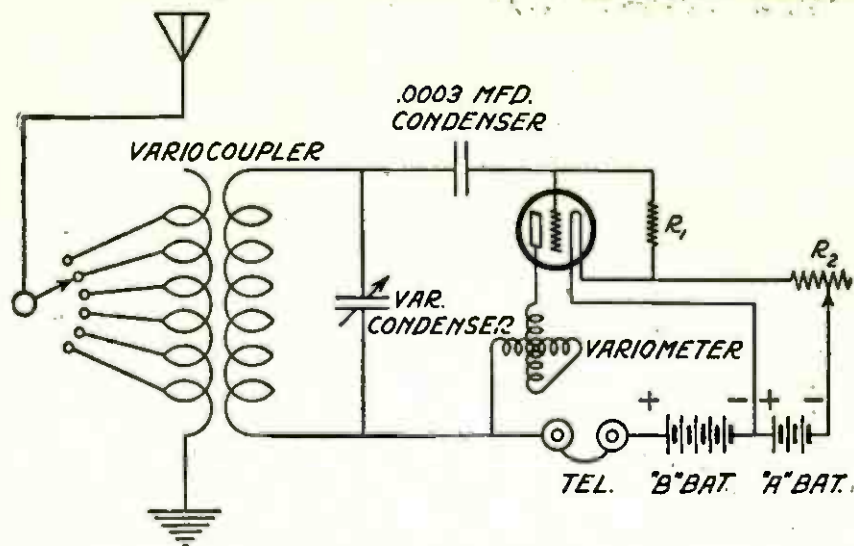 .0003 MFD.
CONDENSER
VARIOCOUPLER
R1
R2
VAR.
CONDENSER
VARIOMETER
+ - + -
TEL. "B" BAT. "A" BAT.